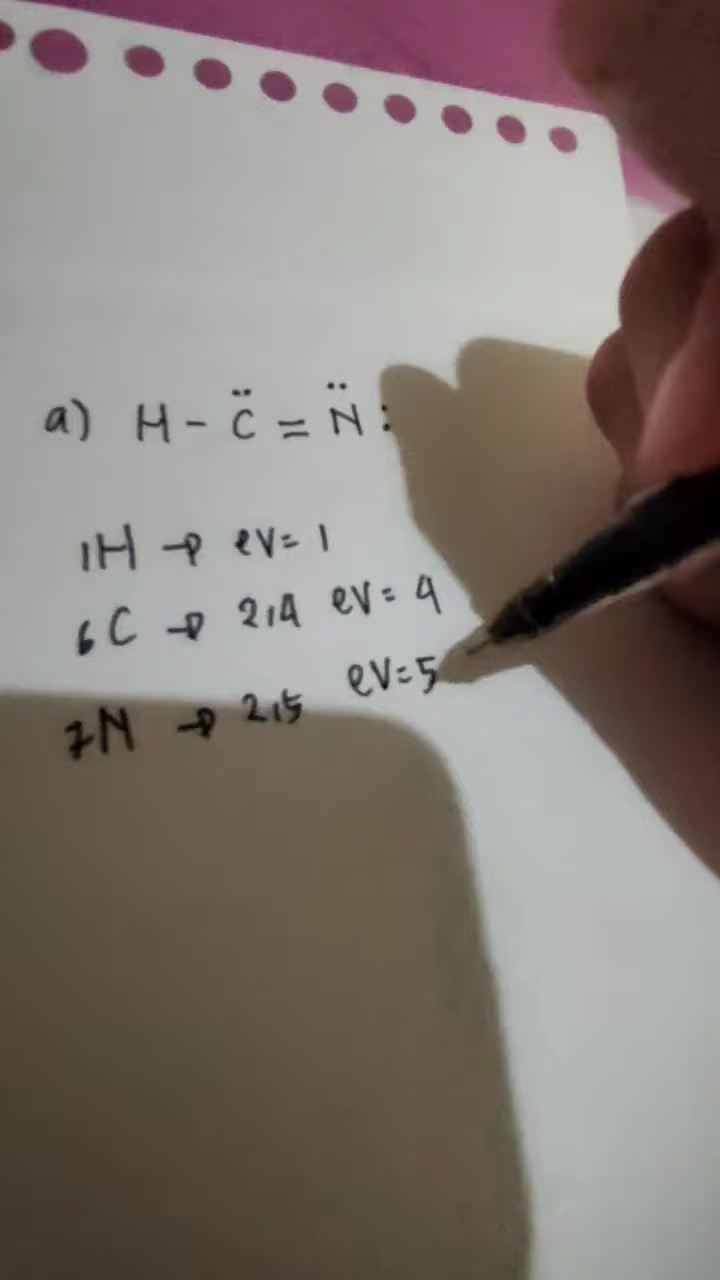 a) H - C̈ = N̈ :
₁H → eV = 1
₆C → 2,4 eV = 4
₇N → 2,5 eV = 5